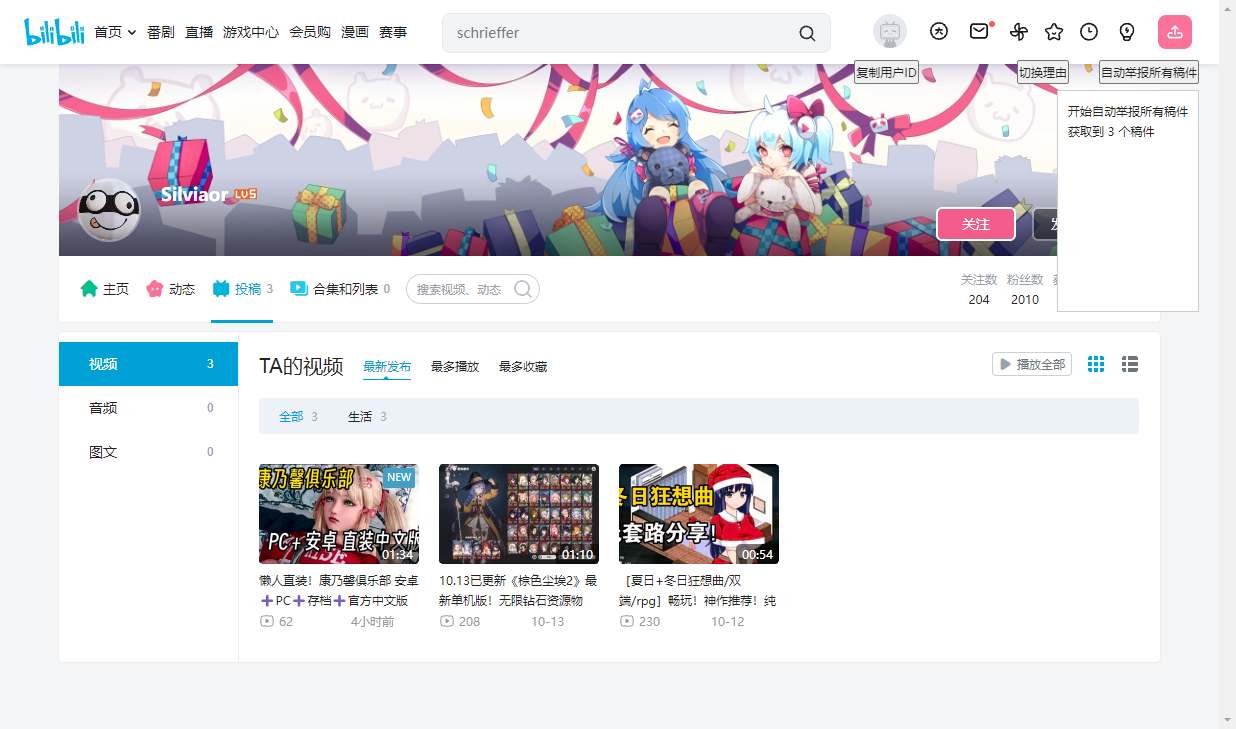 bilibili 首页 番剧 直播 游戏中心 会员购 漫画 赛事 schrieffer
复制用户ID 切换理由 自动举报所有稿件
开始自动举报所有稿件
获取到 3 个稿件
Silviaor LV5
关注 发
主页 动态 投稿 3 合集和列表 0 搜索视频、动态
关注数 粉丝数
204 2010
视频 3
音频 0
图文 0
TA的视频 最新发布 最多播放 最多收藏 播放全部
全部 3 生活 3
康乃馨俱乐部 NEW
PC+安卓 直装中文版
01:34
01:10
冬日狂想曲
套路分享!
00:54
懒人直装！康乃馨俱乐部 安卓
➕PC➕存档➕官方中文版
62 4小时前
10.13已更新《棕色尘埃2》最
新单机版！无限钻石资源物
208 10-13
［夏日+冬日狂想曲/双
端/rpg］畅玩！神作推荐！纯
230 10-12